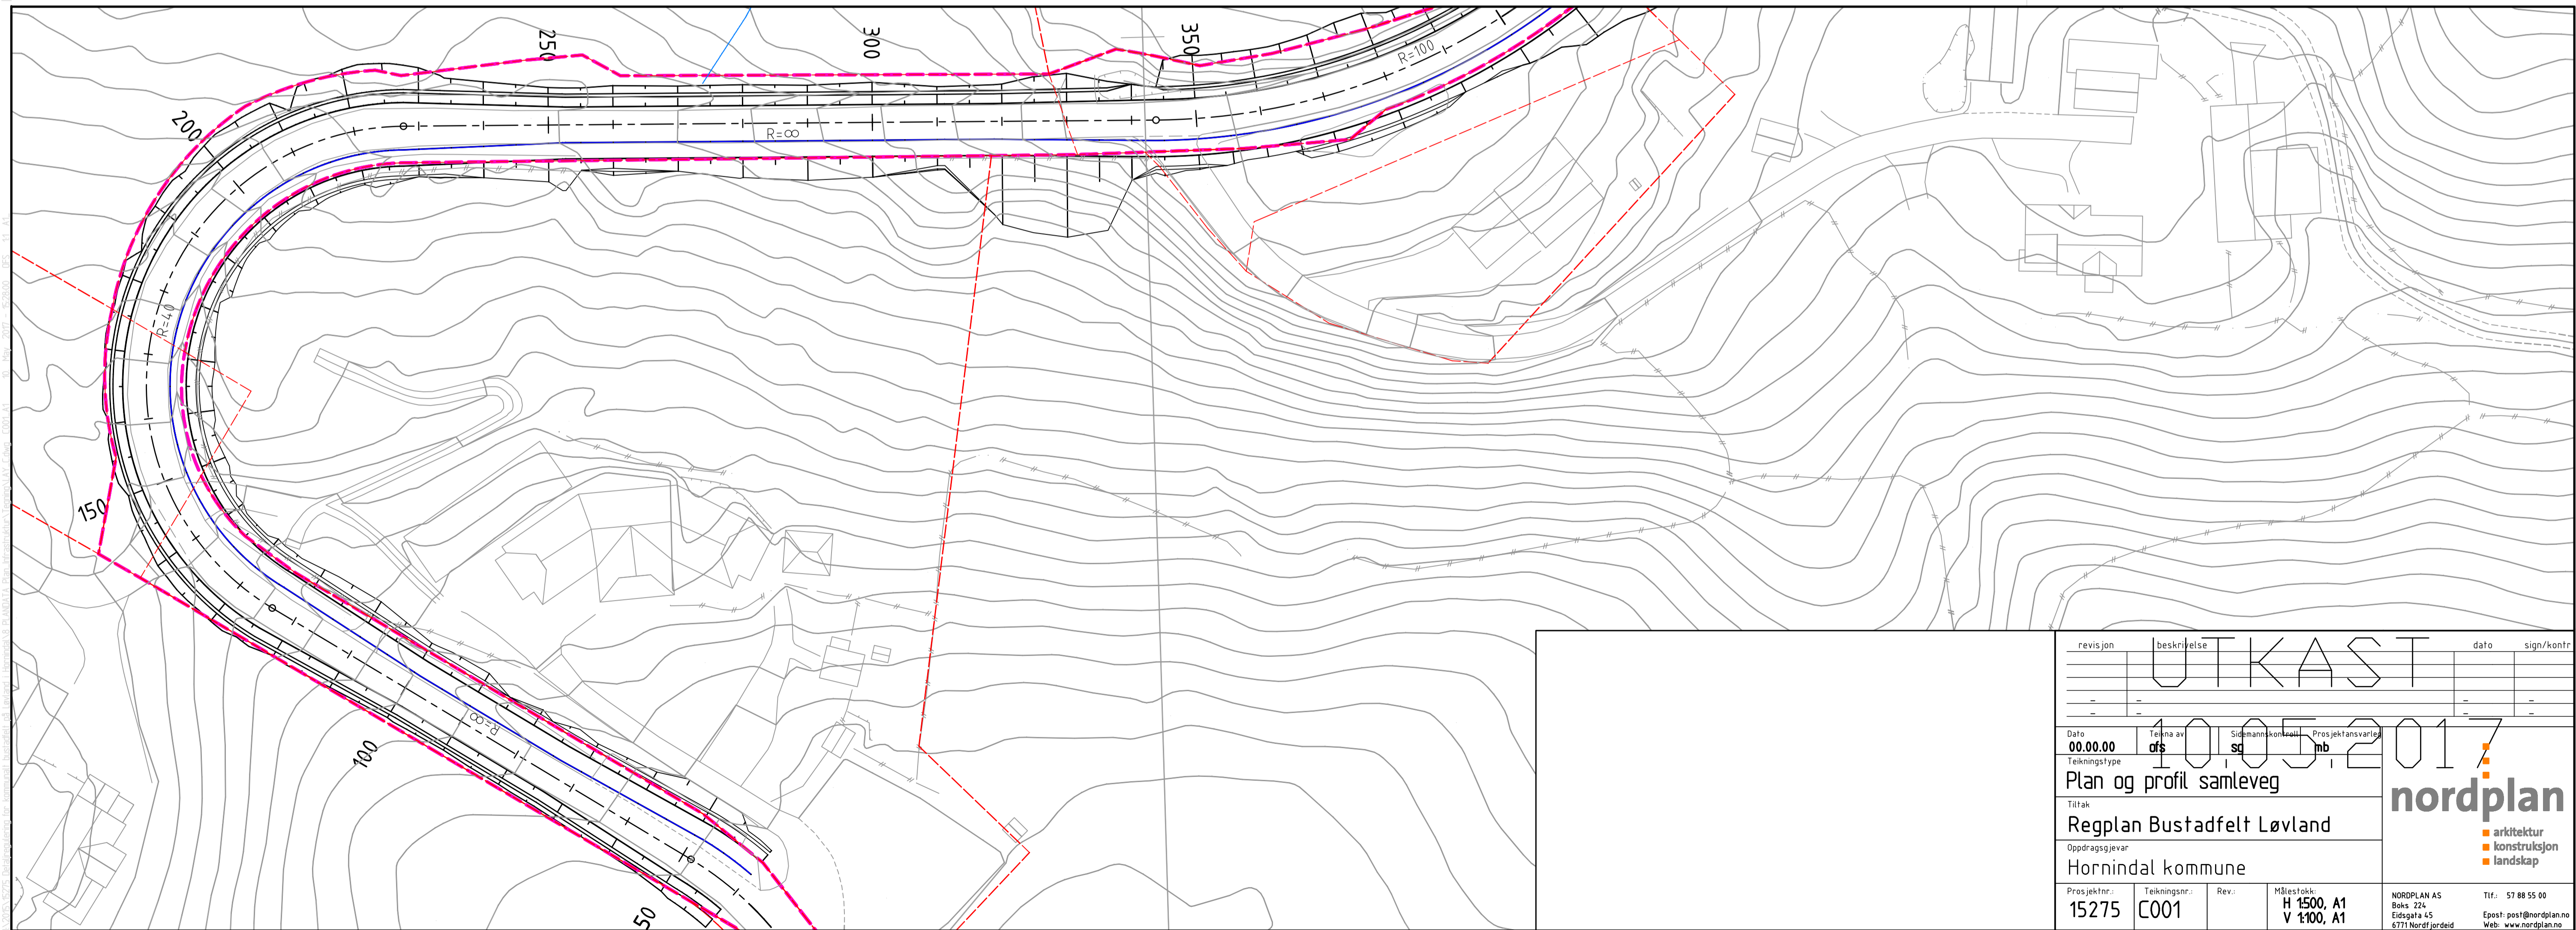 250
300
350
R=100
200
R=∞
R=40
150
R=∞
100
50
UTKAST
10.05.2017
revisjon beskrivelse dato sign/kontr
- - - -
- - - -
Dato Teikna av Sidemannskontroll Prosjektansvarleg
00.00.00 ofs sg mb
Teikningstype
Plan og profil samleveg
Tiltak
Regplan Bustadfelt Løvland
Oppdragsgjevar
Hornindal kommune
Prosjektnr.: Teikningsnr.: Rev.: Målestokk:
15275 C001 H 1:500, A1
V 1:100, A1
nordplan
arkitektur
konstruksjon
landskap
NORDPLAN AS Tlf.: 57 88 55 00
Boks 224
Eidsgata 45 Epost: post@nordplan.no
6771 Nordfjordeid Web: www.nordplan.no